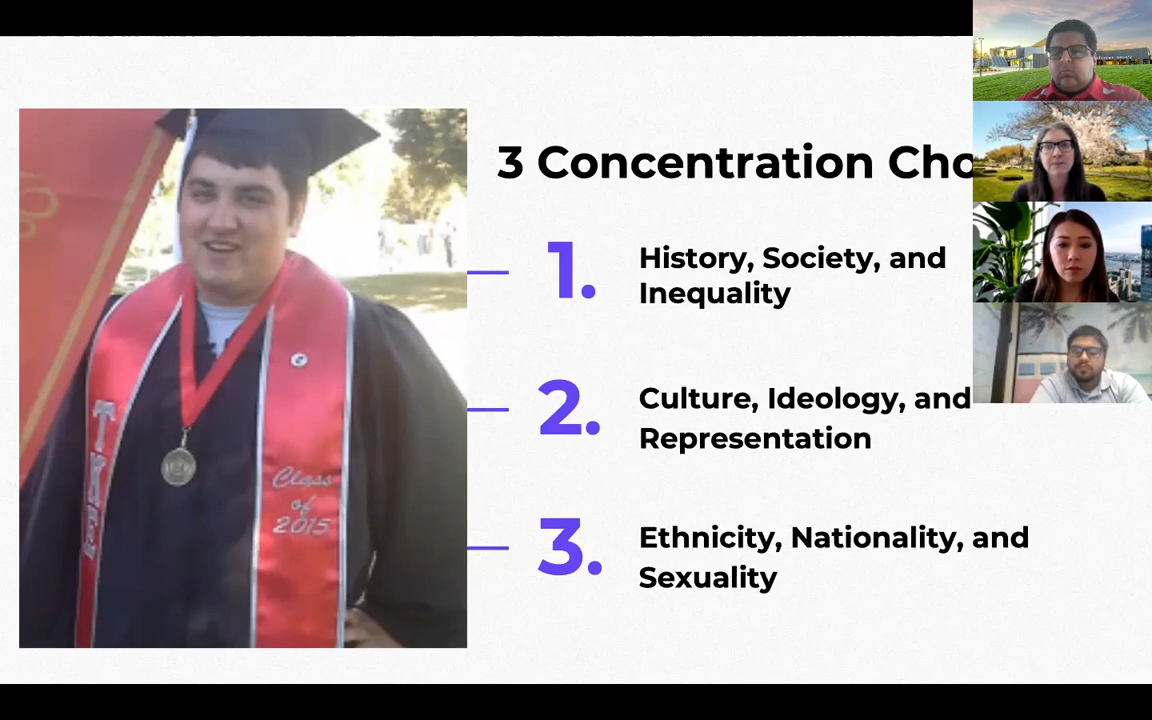 3 Concentration Cho
1.
History, Society, and
Inequality
2.
Culture, Ideology, and
Representation
3.
Ethnicity, Nationality, and
Sexuality
Class
of
2015